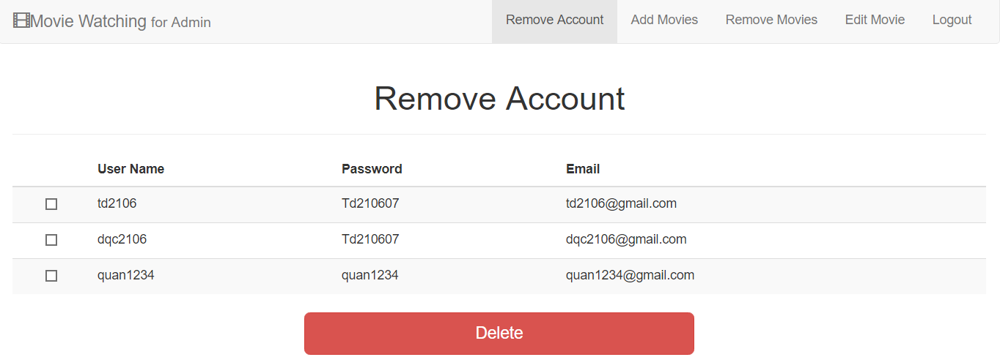 Movie Watching for Admin Remove Account Add Movies Remove Movies Edit Movie Logout
Remove Account
User Name Password Email
td2106 Td210607 td2106@gmail.com
dqc2106 Td210607 dqc2106@gmail.com
quan1234 quan1234 quan1234@gmail.com
Delete